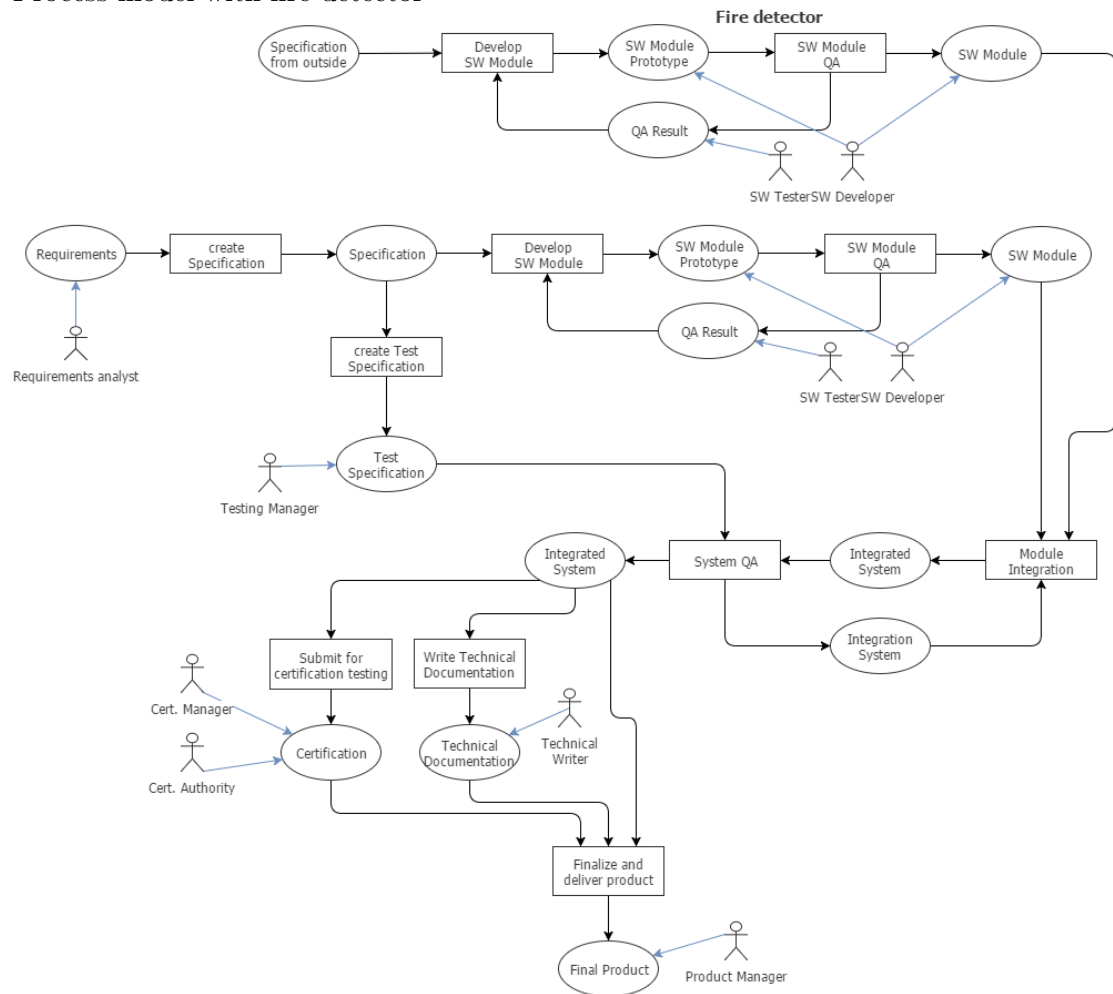 Process model with fire detector
Fire detector
Specification
from outside
Develop
SW Module
SW Module
Prototype
SW Module
QA
SW Module
QA Result
SW Tester
SW Developer
Requirements
create
Specification
Specification
Develop
SW Module
SW Module
Prototype
SW Module
QA
SW Module
QA Result
create Test
Specification
Requirements analyst
SW Tester
SW Developer
Test
Specification
Testing Manager
Integrated
System
System QA
Integrated
System
Module
Integration
Submit for
certification testing
Write Technical
Documentation
Integration
System
Cert. Manager
Cert. Authority
Certification
Technical
Documentation
Technical
Writer
Finalize and
deliver product
Final Product
Product Manager